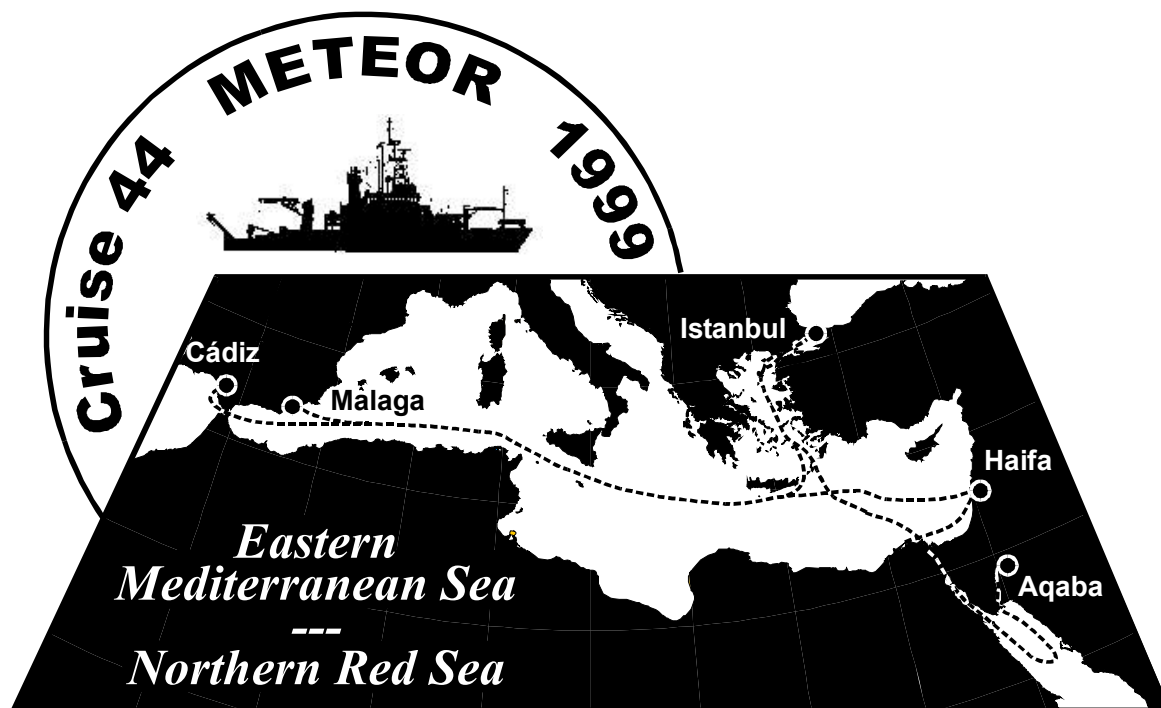 Cruise 44 METEOR 1999
Istanbul
Cádiz
Málaga
Haifa
Aqaba
Eastern
Mediterranean Sea
---
Northern Red Sea